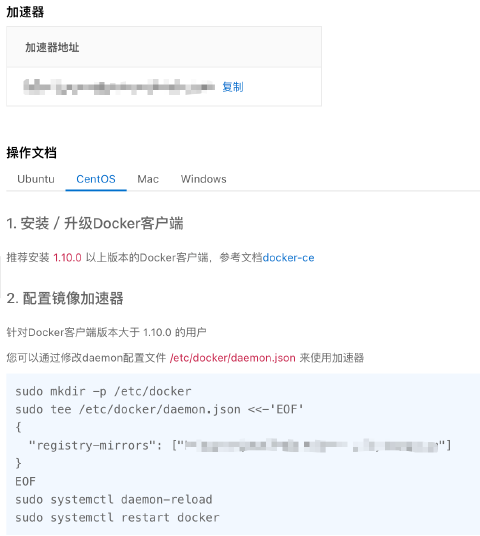 加速器
加速器地址
复制
操作文档
Ubuntu CentOS Mac Windows
1. 安装 / 升级Docker客户端
推荐安装 1.10.0 以上版本的Docker客户端，参考文档docker-ce
2. 配置镜像加速器
针对Docker客户端版本大于 1.10.0 的用户
您可以通过修改daemon配置文件 /etc/docker/daemon.json 来使用加速器
sudo mkdir -p /etc/docker
sudo tee /etc/docker/daemon.json <<-'EOF'
{
  "registry-mirrors": [""]
}
EOF
sudo systemctl daemon-reload
sudo systemctl restart docker